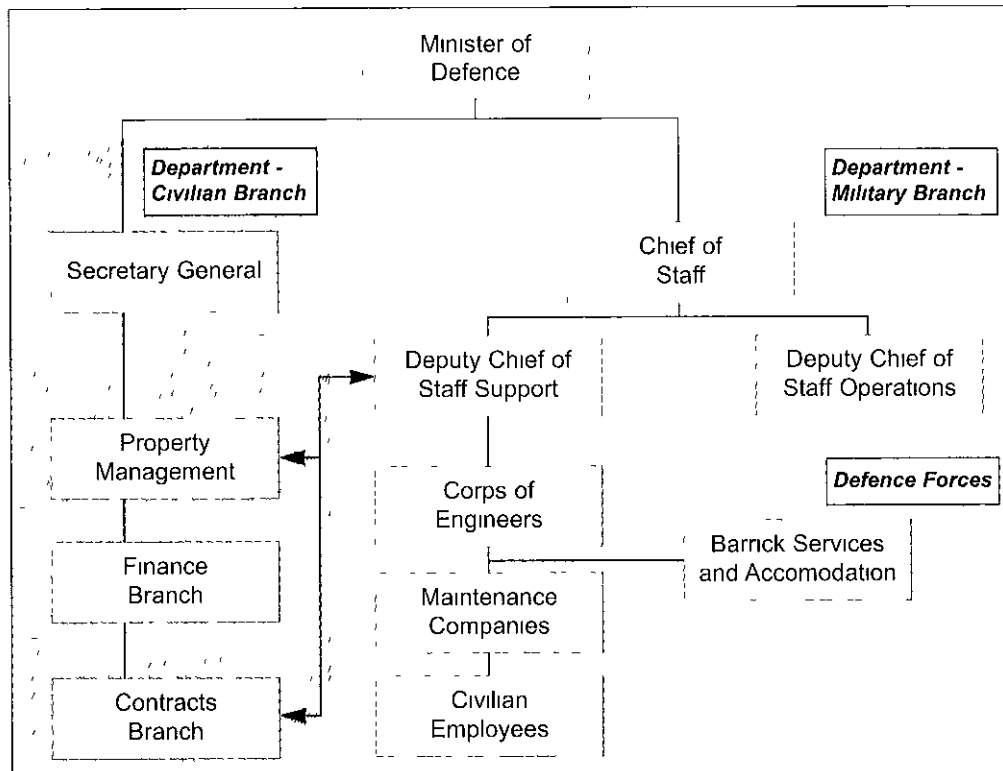 Minister of
Defence
Department -
Civilian Branch
Department -
Military Branch
Secretary General
Chief of
Staff
Deputy Chief of
Staff Support
Deputy Chief of
Staff Operations
Property
Management
Corps of
Engineers
Defence Forces
Barrick Services
and Accomodation
Finance
Branch
Maintenance
Companies
Contracts
Branch
Civilian
Employees